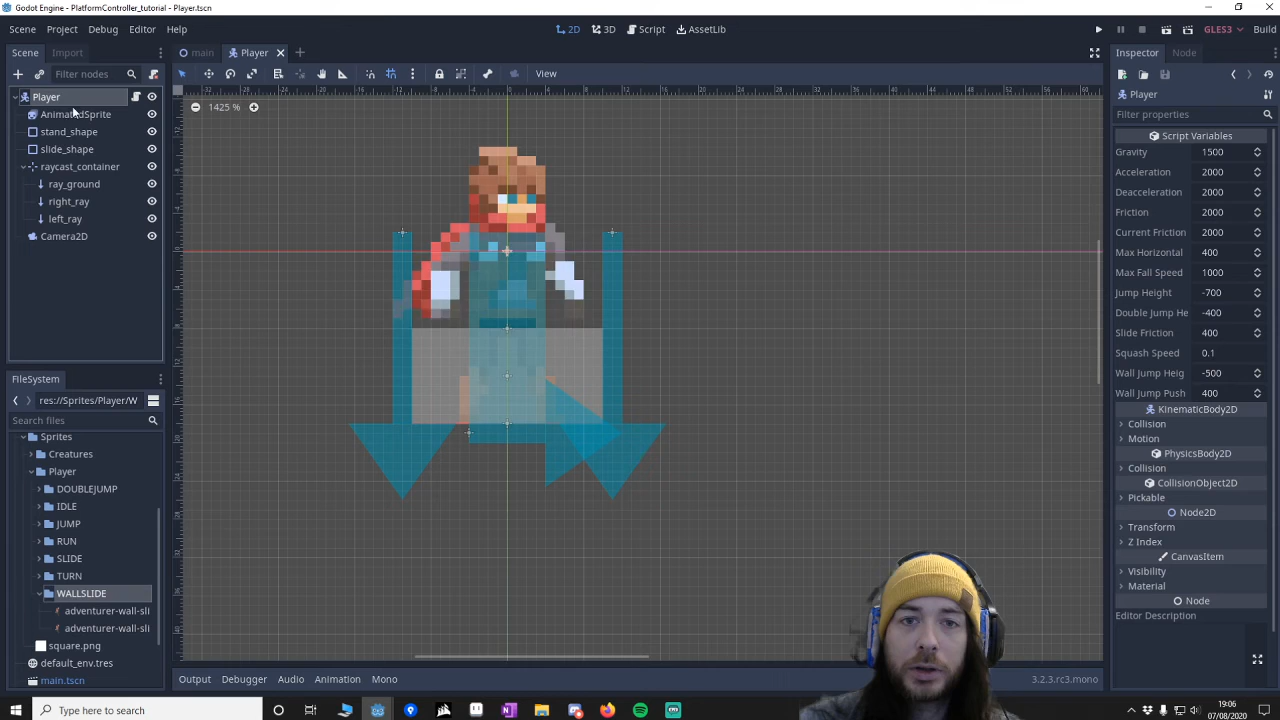 Godot Engine - PlatformController_tutorial - Player.tscn
Scene Project Debug Editor Help
2D 3D Script AssetLib
GLES3 Build
Scene Import
main Player
Inspector Node
Filter nodes
View
Player
AnimatedSprite
stand_shape
slide_shape
raycast_container
ray_ground
right_ray
left_ray
Camera2D
1425 %
Player
Filter properties
Script Variables
Gravity 1500
Acceleration 2000
Deacceleration 2000
Friction 2000
Current Friction 2000
Max Horizontal 400
Max Fall Speed 1000
Jump Height -700
Double Jump He -400
Slide Friction 400
Squash Speed 0.1
Wall Jump Heig -500
Wall Jump Push 400
KinematicBody2D
Collision
Motion
PhysicsBody2D
Collision
CollisionObject2D
Pickable
Node2D
Transform
Z Index
CanvasItem
Visibility
Material
Node
Editor Description
FileSystem
res://Sprites/Player/W
Search files
Sprites
Creatures
Player
DOUBLEJUMP
IDLE
JUMP
RUN
SLIDE
TURN
WALLSLIDE
adventurer-wall-sli
adventurer-wall-sli
square.png
default_env.tres
main.tscn
Output Debugger Audio Animation Mono
3.2.3.rc3.mono
Type here to search
19:06
07/08/2020